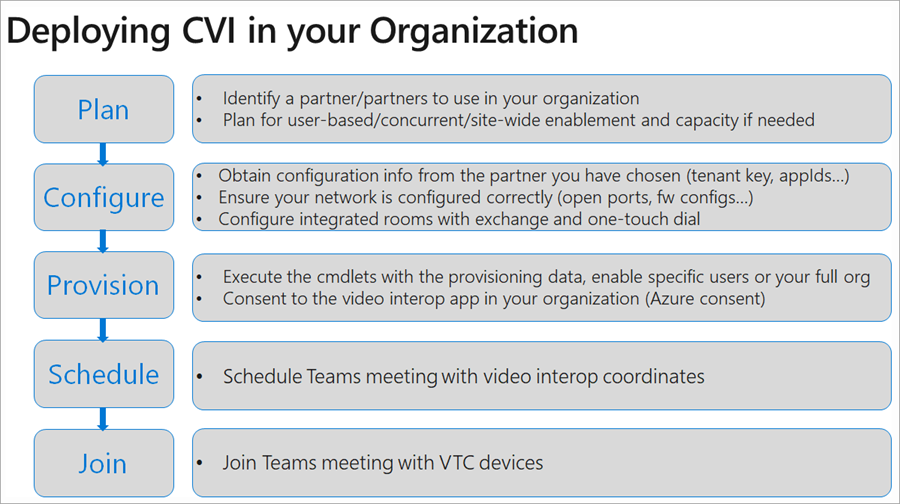 Deploying CVI in your Organization
Plan
• Identify a partner/partners to use in your organization
• Plan for user-based/concurrent/site-wide enablement and capacity if needed
Configure
• Obtain configuration info from the partner you have chosen (tenant key, appIds...)
• Ensure your network is configured correctly (open ports, fw configs...)
• Configure integrated rooms with exchange and one-touch dial
Provision
• Execute the cmdlets with the provisioning data, enable specific users or your full org
• Consent to the video interop app in your organization (Azure consent)
Schedule
• Schedule Teams meeting with video interop coordinates
Join
• Join Teams meeting with VTC devices